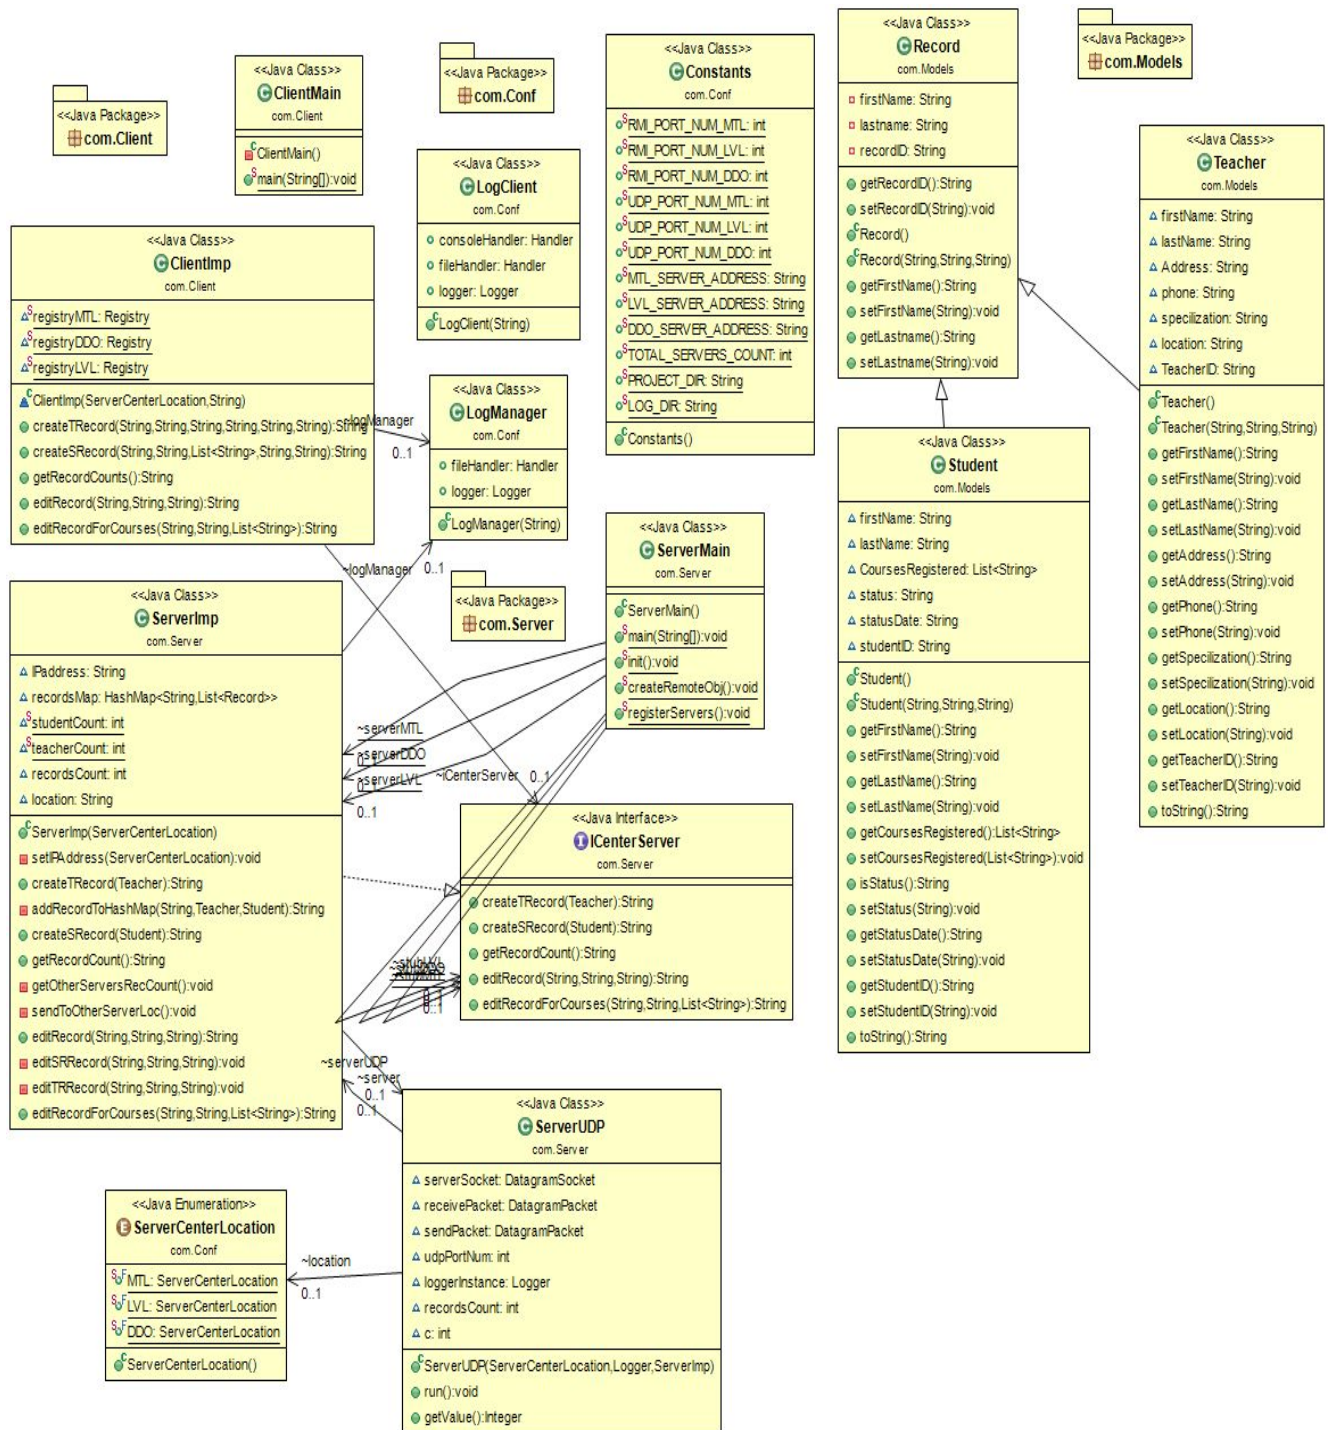 <<Java Package>>
com.Client
<<Java Class>>
ClientMain
com.Client
ClientMain()
main(String[]):void
<<Java Package>>
com.Conf
<<Java Class>>
LogClient
com.Conf
consoleHandler: Handler
fileHandler: Handler
logger: Logger
LogClient(String)
<<Java Class>>
Constants
com.Conf
RMI_PORT_NUM_MTL: int
RMI_PORT_NUM_LVL: int
RMI_PORT_NUM_DDO: int
UDP_PORT_NUM_MTL: int
UDP_PORT_NUM_LVL: int
UDP_PORT_NUM_DDO: int
MTL_SERVER_ADDRESS: String
LVL_SERVER_ADDRESS: String
DDO_SERVER_ADDRESS: String
TOTAL_SERVERS_COUNT: int
PROJECT_DIR: String
LOG_DIR: String
Constants()
<<Java Class>>
Record
com.Models
firstName: String
lastname: String
recordID: String
getRecordID():String
setRecordID(String):void
Record()
Record(String,String,String)
getFirstName():String
setFirstName(String):void
getLastname():String
setLastname(String):void
<<Java Package>>
com.Models
<<Java Class>>
Teacher
com.Models
firstName: String
lastName: String
Address: String
phone: String
specilization: String
location: String
TeacherID: String
Teacher()
Teacher(String,String,String)
getFirstName():String
setFirstName(String):void
getLastName():String
setLastName(String):void
getAddress():String
setAddress(String):void
getPhone():String
setPhone(String):void
getSpecilization():String
setSpecilization(String):void
getLocation():String
setLocation(String):void
getTeacherID():String
setTeacherID(String):void
toString():String
<<Java Class>>
ClientImp
com.Client
registryMTL: Registry
registryDDO: Registry
registryLVL: Registry
ClientImp(ServerCenterLocation,String)
createTRecord(String,String,String,String,String,String):String
createSRecord(String,String,List<String>,String,String):String
getRecordCounts():String
editRecord(String,String,String):String
editRecordForCourses(String,String,List<String>):String
~logManager
0..1
<<Java Class>>
LogManager
com.Conf
fileHandler: Handler
logger: Logger
LogManager(String)
~logManager
0..1
<<Java Package>>
com.Server
<<Java Class>>
ServerMain
com.Server
ServerMain()
main(String[]):void
init():void
createRemoteObj():void
registerServers():void
<<Java Class>>
Student
com.Models
firstName: String
lastName: String
CoursesRegistered: List<String>
status: String
statusDate: String
studentID: String
Student()
Student(String,String,String)
getFirstName():String
setFirstName(String):void
getLastName():String
setLastName(String):void
getCoursesRegistered():List<String>
setCoursesRegistered(List<String>):void
isStatus():String
setStatus(String):void
getStatusDate():String
setStatusDate(String):void
getStudentID():String
setStudentID(String):void
toString():String
<<Java Class>>
ServerImp
com.Server
IPaddress: String
recordsMap: HashMap<String,List<Record>>
studentCount: int
teacherCount: int
recordsCount: int
location: String
ServerImp(ServerCenterLocation)
setIPAddress(ServerCenterLocation):void
createTRecord(Teacher):String
addRecordToHashMap(String,Teacher,Student):String
createSRecord(Student):String
getRecordCount():String
getOtherServersRecCount():void
sendToOtherServerLoc():void
editRecord(String,String,String):String
editSRRecord(String,String,String):void
editTRRecord(String,String,String):void
editRecordForCourses(String,String,List<String>):String
~serverMTL
~serverDDO
~serverLVL
0..1
~iCenterServer
0..1
<<Java Interface>>
ICenterServer
com.Server
createTRecord(Teacher):String
createSRecord(Student):String
getRecordCount():String
editRecord(String,String,String):String
editRecordForCourses(String,String,List<String>):String
0..1
~serverUDP
0..1
~server
0..1
<<Java Class>>
ServerUDP
com.Server
serverSocket: DatagramSocket
receivePacket: DatagramPacket
sendPacket: DatagramPacket
udpPortNum: int
loggerInstance: Logger
recordsCount: int
c: int
ServerUDP(ServerCenterLocation,Logger,ServerImp)
run():void
getValue():Integer
<<Java Enumeration>>
ServerCenterLocation
com.Conf
MTL: ServerCenterLocation
LVL: ServerCenterLocation
DDO: ServerCenterLocation
ServerCenterLocation()
~location
0..1